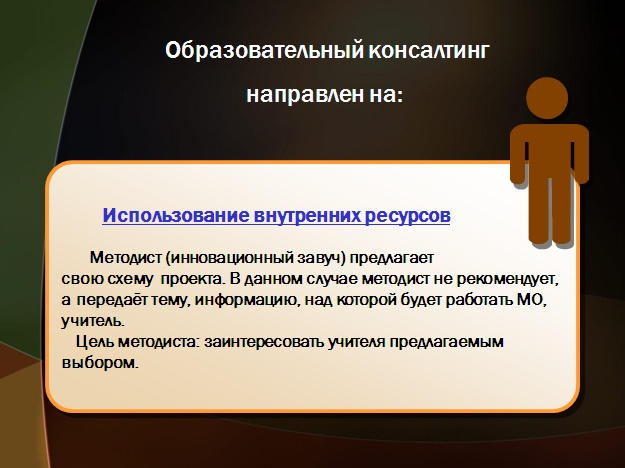 Образовательный консалтинг
направлен на:
Использование внутренних ресурсов
Методист (инновационный завуч) предлагает
свою схему проекта. В данном случае методист не рекомендует,
а передаёт тему, информацию, над которой будет работать МО,
учитель.
Цель методиста: заинтересовать учителя предлагаемым
выбором.